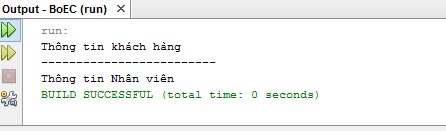 Output - BoEC (run)
run:
Thông tin khách hàng
-------------------------
Thông tin Nhân viên
BUILD SUCCESSFUL (total time: 0 seconds)